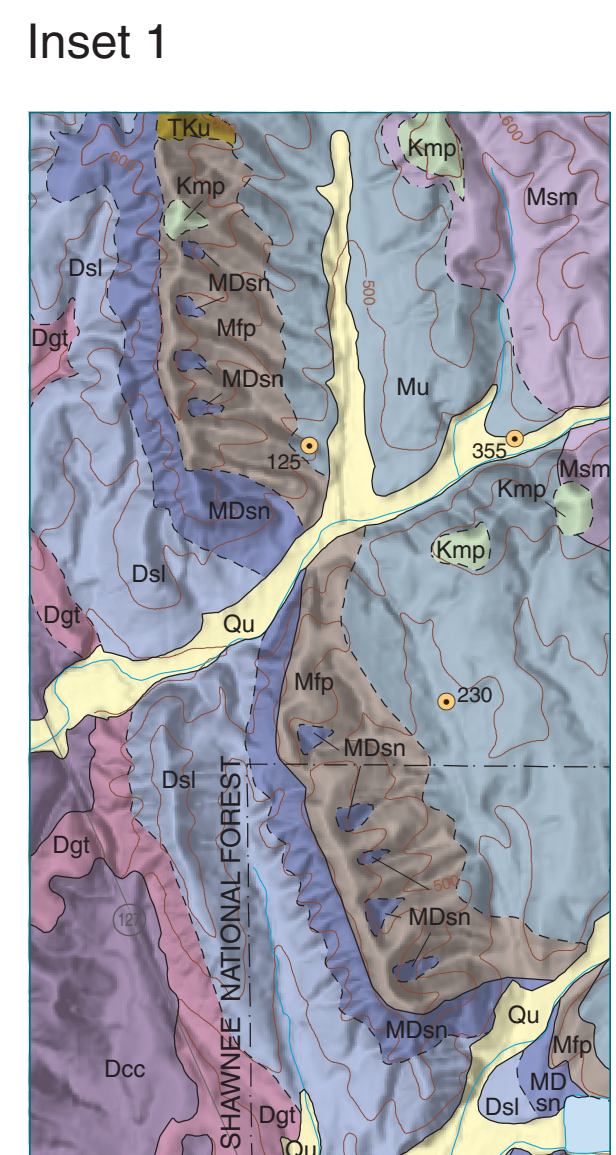 Inset 1
TKu
600
600
Kmp
Kmp
Msm
Dsl
MDsn
500
Dgt
Mfp
MDsn
Mu
125
355
Msm
Kmp
MDsn
Kmp
Dsl
Dgt
Qu
Mfp
230
MDsn
Dsl
SHAWNEE NATIONAL FOREST
Dgt
500
127
MDsn
Qu
MDsn
Mfp
Dcc
MD
sn
Dsl
Dgt
Qu